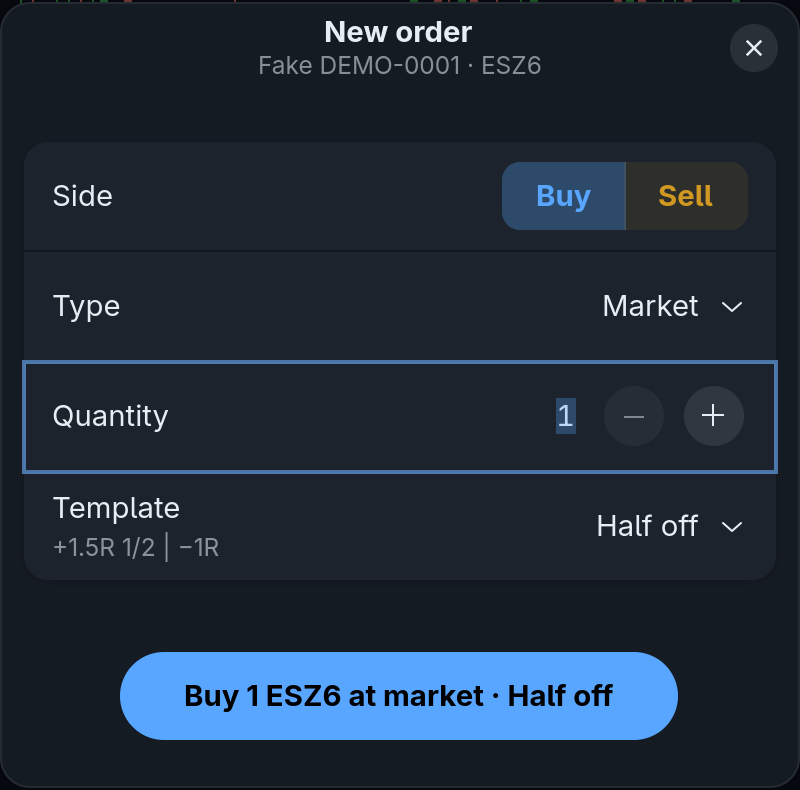 New order
Fake DEMO-0001 · ESZ6
Side
Buy
Sell
Type
Market
Quantity
1
Template
+1.5R 1/2 | −1R
Half off
Buy 1 ESZ6 at market · Half off